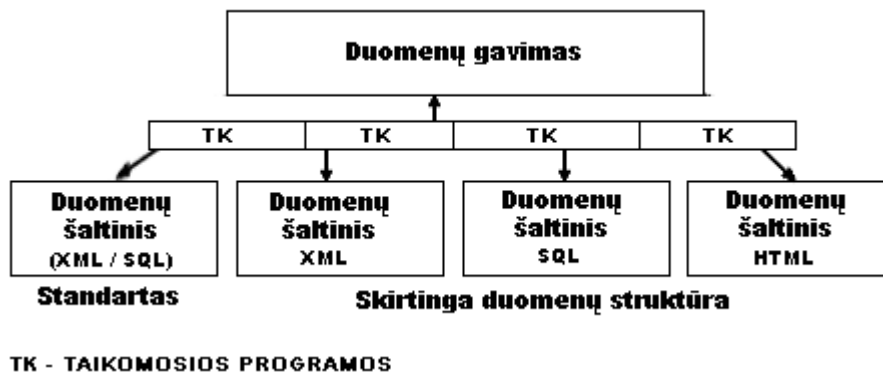 Duomenų gavimas
TK TK TK TK
Duomenų šaltinis (XML / SQL)
Duomenų šaltinis XML
Duomenų šaltinis SQL
Duomenų šaltinis HTML
Standartas
Skirtinga duomenų struktūra
TK - TAIKOMOSIOS PROGRAMOS